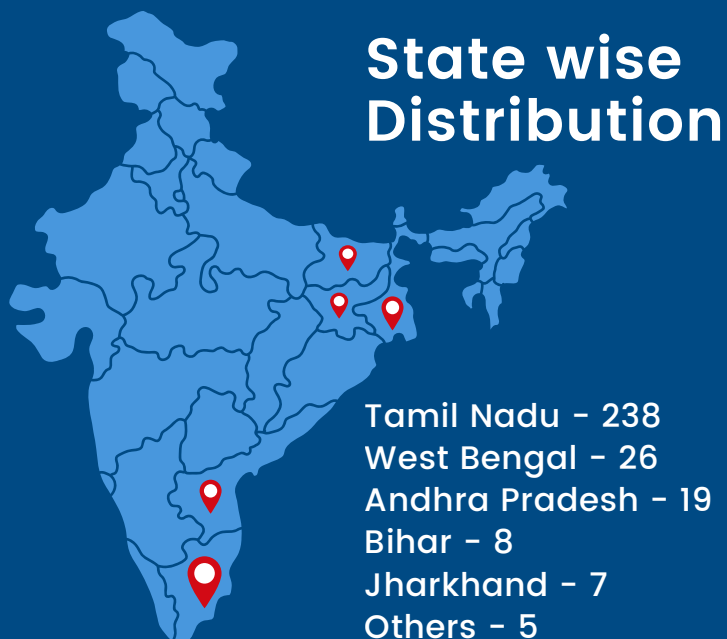 State wise
Distribution
Tamil Nadu - 238
West Bengal - 26
Andhra Pradesh - 19
Bihar - 8
Jharkhand - 7
Others - 5